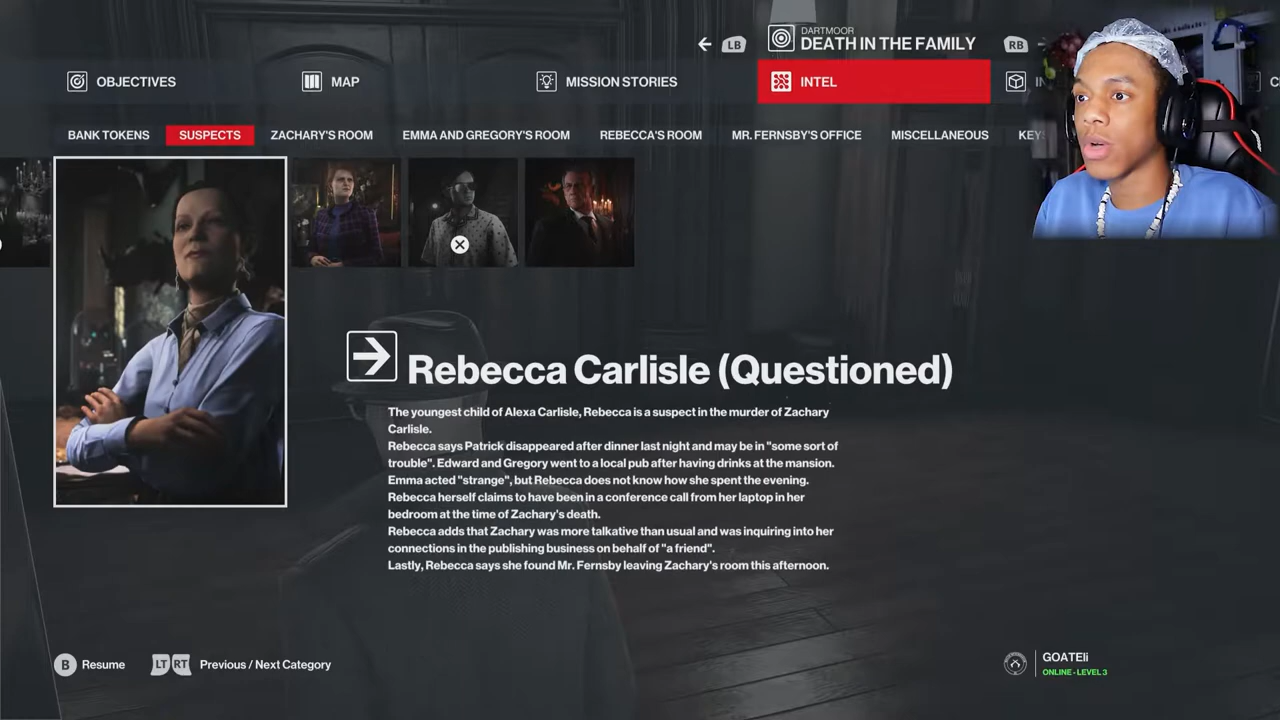 LB
DARTMOOR
DEATH IN THE FAMILY
RB
OBJECTIVES
MAP
MISSION STORIES
INTEL
BANK TOKENS
SUSPECTS
ZACHARY'S ROOM
EMMA AND GREGORY'S ROOM
REBECCA'S ROOM
MR. FERNSBY'S OFFICE
MISCELLANEOUS
Rebecca Carlisle (Questioned)
The youngest child of Alexa Carlisle, Rebecca is a suspect in the murder of Zachary
Carlisle.
Rebecca says Patrick disappeared after dinner last night and may be in "some sort of
trouble". Edward and Gregory went to a local pub after having drinks at the mansion.
Emma acted "strange", but Rebecca does not know how she spent the evening.
Rebecca herself claims to have been in a conference call from her laptop in her
bedroom at the time of Zachary's death.
Rebecca adds that Zachary was more talkative than usual and was inquiring into her
connections in the publishing business on behalf of "a friend".
Lastly, Rebecca says she found Mr. Fernsby leaving Zachary's room this afternoon.
B Resume
LT RT Previous / Next Category
GOATEli
ONLINE - LEVEL 3